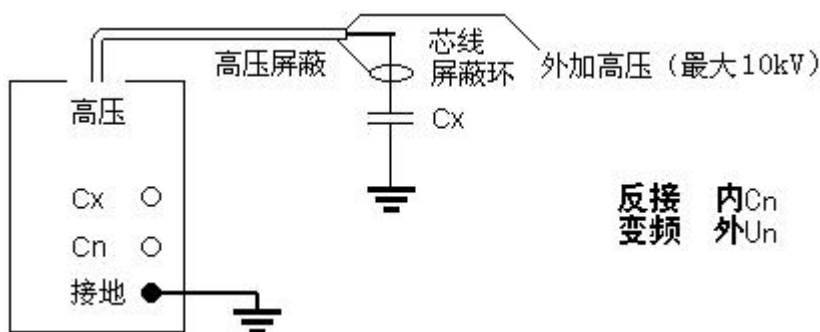 芯线
高压屏蔽
屏蔽环
外加高压（最大10kV）
高压
Cx
Cx
Cn
接地
反接 内Cn
变频 外Un